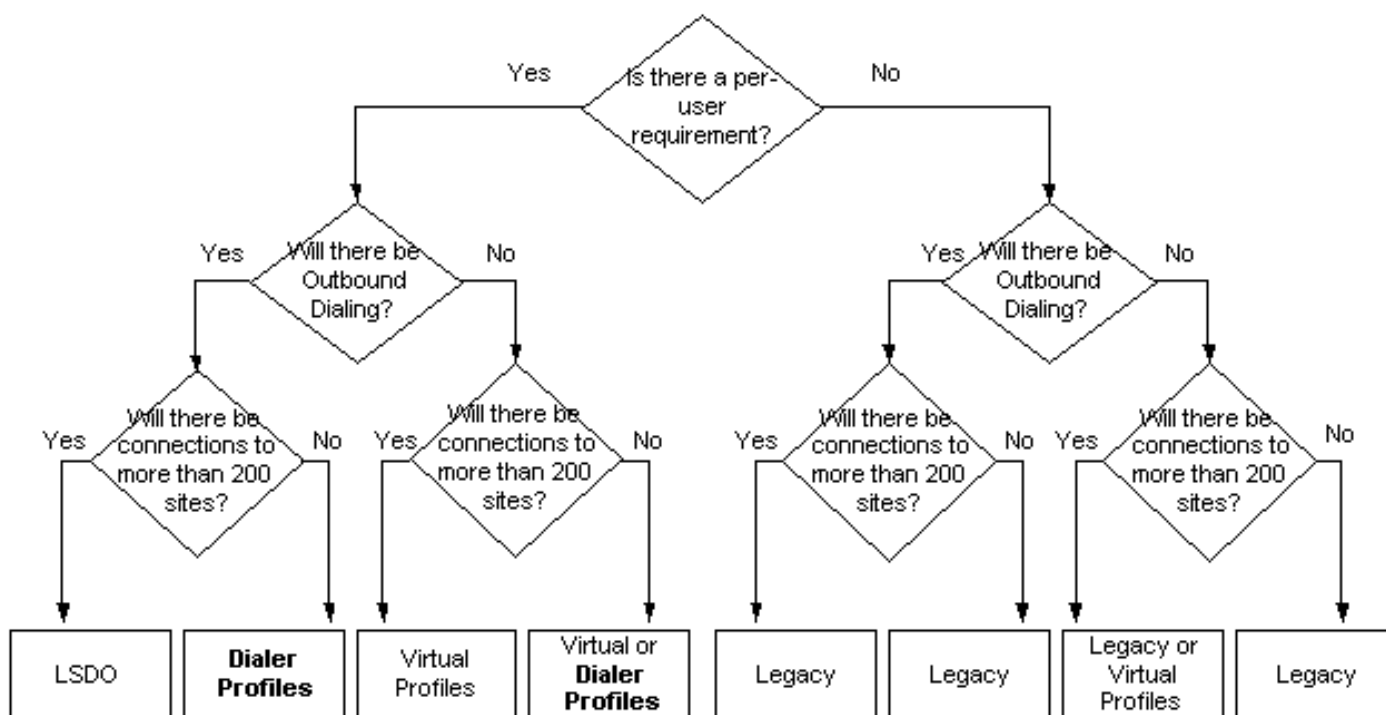 Yes
Is there a per-
user
requirement?
No
Yes
Will there be
Outbound
Dialing?
No
Yes
Will there be
Outbound
Dialing?
No
Yes
Will there be
connections to
more than 200
sites?
No
Yes
Will there be
connections to
more than 200
sites?
No
Yes
Will there be
connections to
more than 200
sites?
No
Yes
Will there be
connections to
more than 200
sites?
No
LSDO
Dialer
Profiles
Virtual
Profiles
Virtual or
Dialer
Profiles
Legacy
Legacy
Legacy or
Virtual
Profiles
Legacy